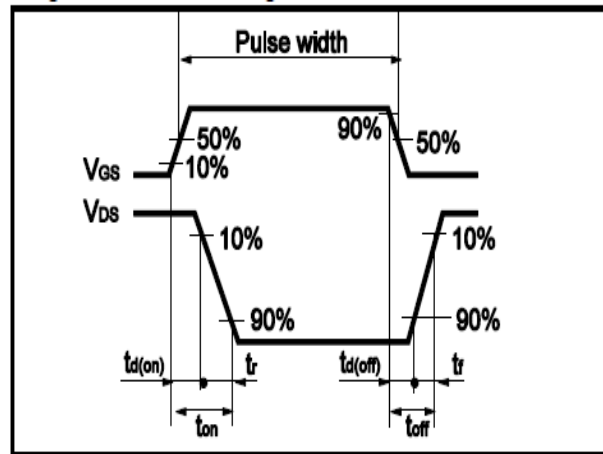 Pulse width
90%
50%
50%
10%
VGS
VDS
10%
10%
90%
90%
td(on)
tr
td(off)
tf
ton
toff